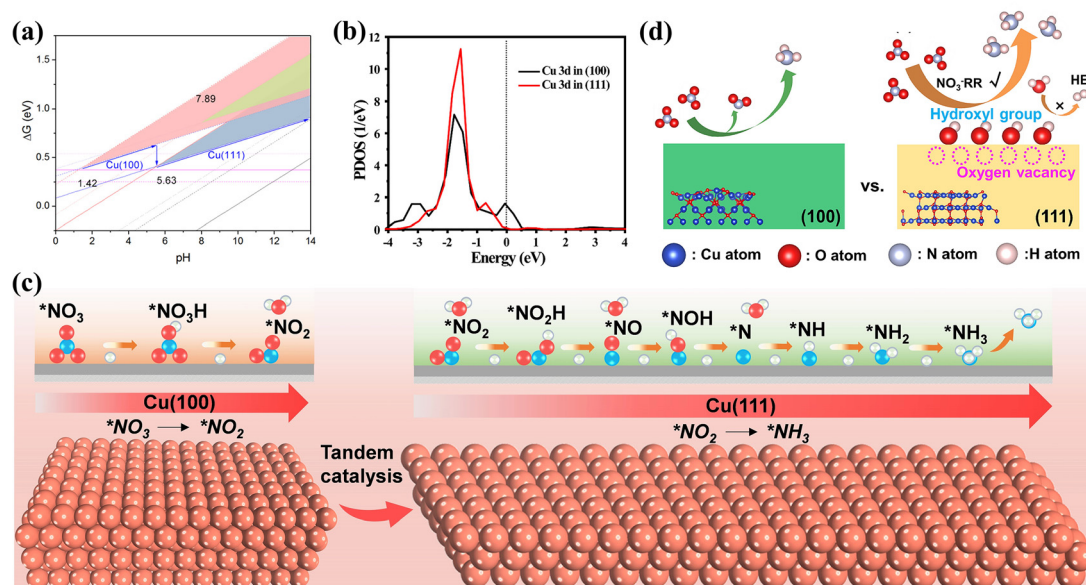 (a)
ΔG (eV)
1.5
1.0
0.5
0.0
7.89
Cu(100)
Cu(111)
1.42
5.63
0 2 4 6 8 10 12 14
pH
(b)
PDOS (1/eV)
12
10
8
6
4
2
0
Cu 3d in (100)
Cu 3d in (111)
-4 -3 -2 -1 0 1 2 3 4
Energy (eV)
(d)
NO₃⁻RR √
HE
×
Hydroxyl group
Oxygen vacancy
(100)
vs.
(111)
: Cu atom : O atom : N atom :H atom
(c)
*NO₃ *NO₃H *NO₂
Cu(100)
*NO₃ → *NO₂
Tandem
catalysis
*NO₂ *NO₂H *NO *NOH *N *NH *NH₂ *NH₃
Cu(111)
*NO₂ → *NH₃